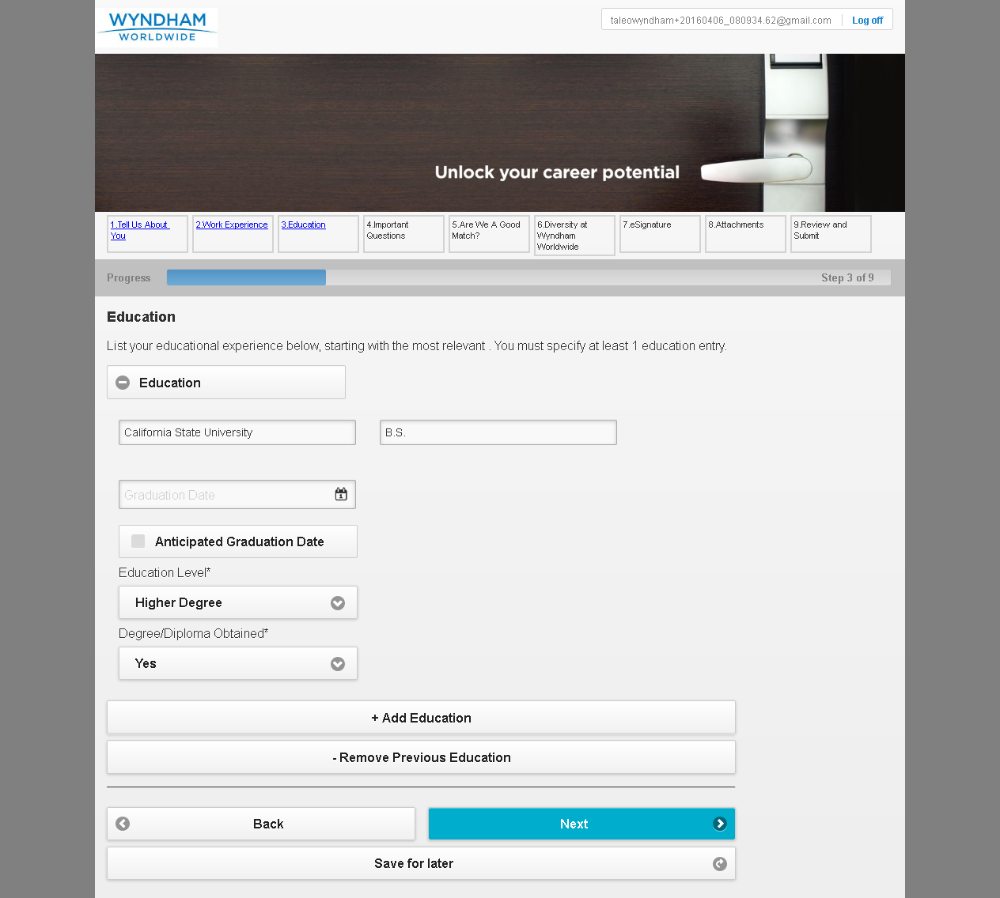 WYNDHAM
WORLDWIDE
taleowyndham+20160406_080934.62@gmail.com
Log off
Unlock your career potential
1.Tell Us About
You
2.Work Experience
3.Education
4.Important
Questions
5.Are We A Good
Match?
6.Diversity at
Wyndham
Worldwide
7.eSignature
8.Attachments
9.Review and
Submit
Progress
Step 3 of 9
Education
List your educational experience below, starting with the most relevant . You must specify at least 1 education entry.
Education
California State University
B.S.
Graduation Date
1
Anticipated Graduation Date
Education Level*
Higher Degree
Degree/Diploma Obtained*
Yes
+ Add Education
- Remove Previous Education
Back
Next
Save for later